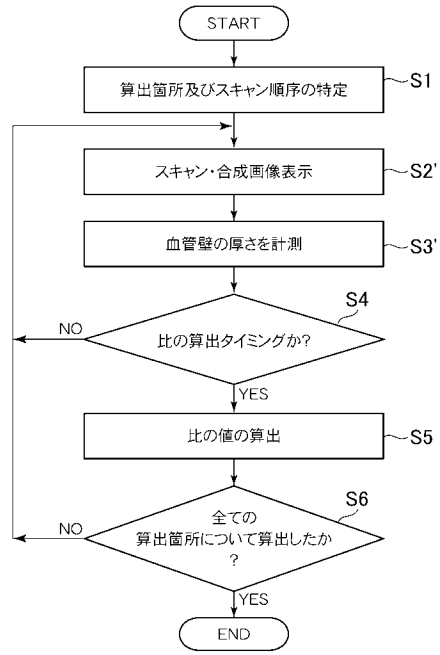 START
算出箇所及びスキャン順序の特定
S1
スキャン・合成画像表示
S2'
血管壁の厚さを計測
S3'
S4
NO
比の算出タイミングか?
YES
比の値の算出
S5
S6
NO
全ての
算出箇所について算出したか
?
YES
END